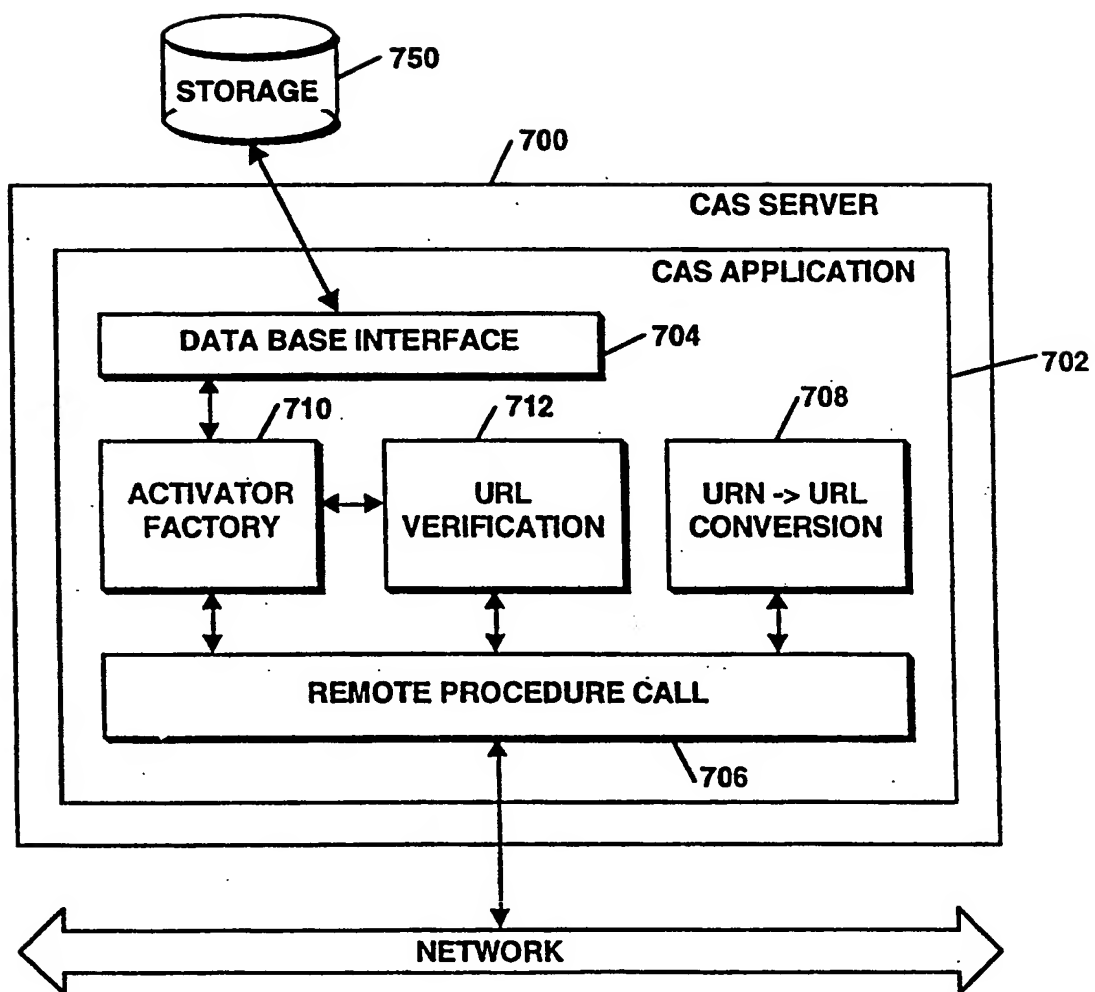 STORAGE
750
700
CAS SERVER
CAS APPLICATION
DATA BASE INTERFACE
704
702
710
712
708
ACTIVATOR
FACTORY
URL
VERIFICATION
URN -> URL
CONVERSION
REMOTE PROCEDURE CALL
706
NETWORK